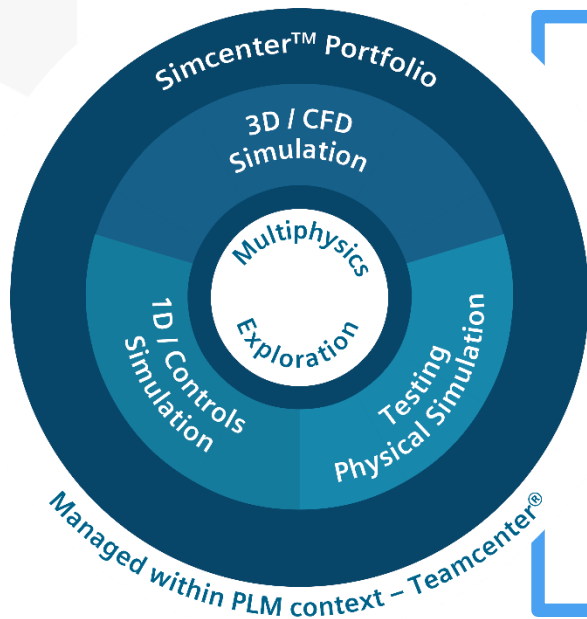 Simcenter™ Portfolio
3D / CFD
Simulation
Multiphysics
Exploration
1D / Controls
Simulation
Testing
Physical Simulation
Managed within PLM context – Teamcenter®